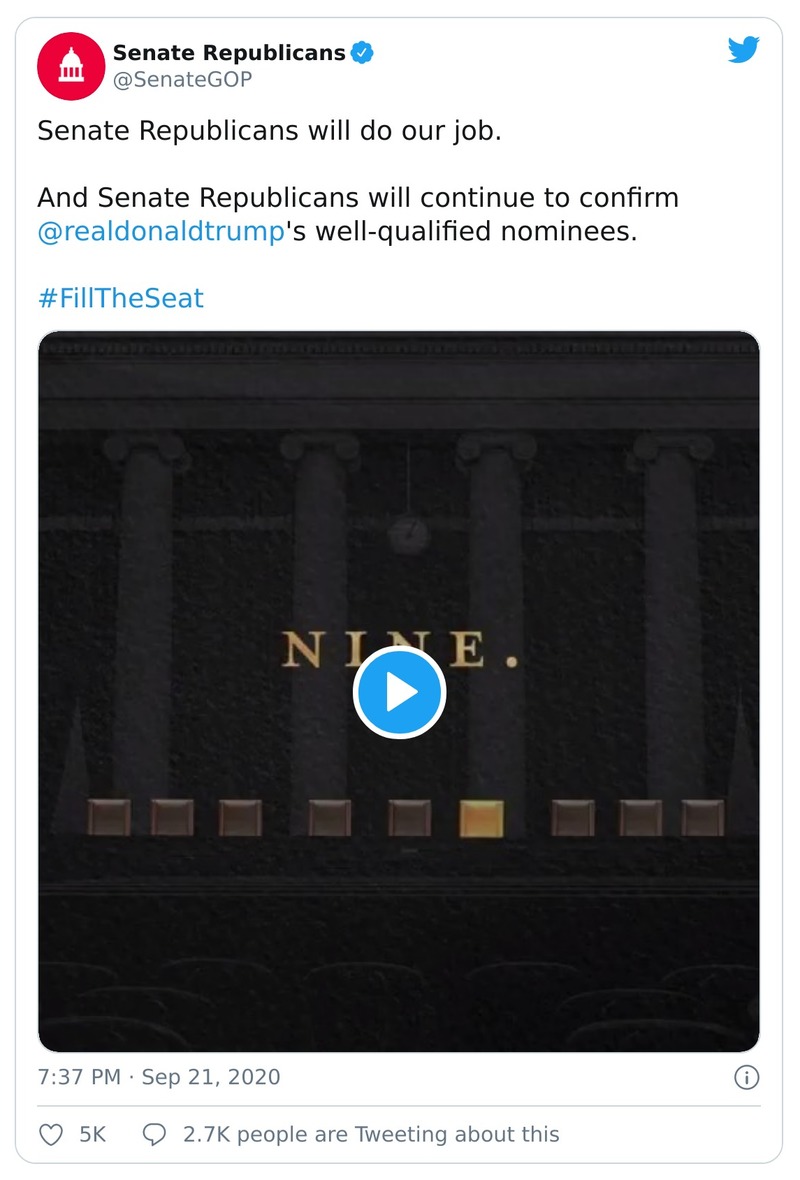 Senate Republicans
@SenateGOP
Senate Republicans will do our job.
And Senate Republicans will continue to confirm
@realdonaldtrump's well-qualified nominees.
#FillTheSeat
NINE.
7:37 PM · Sep 21, 2020
5K
2.7K people are Tweeting about this